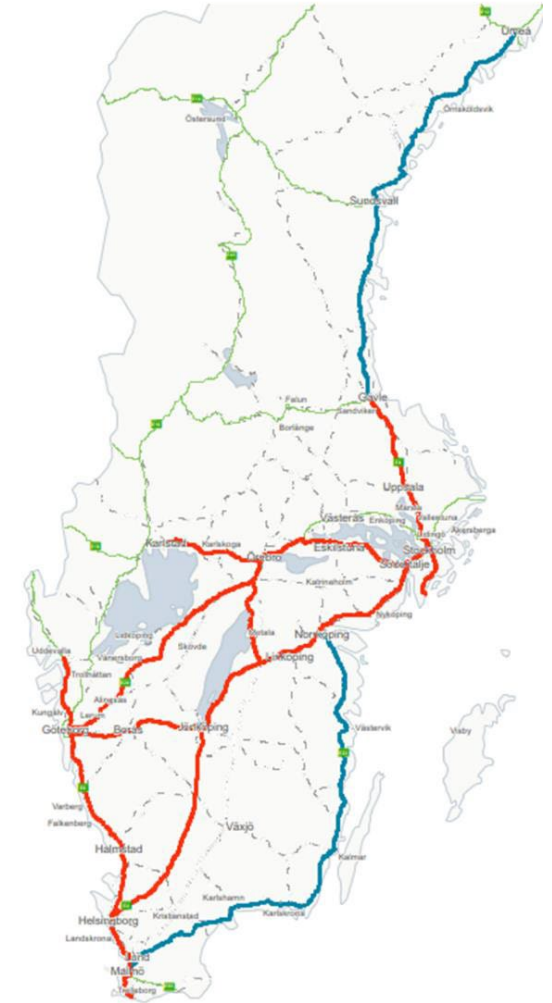 Umeå
Örnsköldsvik
Östersund
Sundsvall
Gävle
Falun
Sandviken
Borlänge
Uppsala
Märsta
Vallentuna
Västerås
Enköping
Åkersberga
Lidingö
Karlstad
Karlskoga
Eskilstuna
Stockholm
Örebro
Södertälje
Katrineholm
Nyköping
Norrköping
Lidköping
Motala
Uddevalla
Skövde
Vänersborg
Linköping
Trollhättan
Alingsås
Kungälv
Lerum
Göteborg
Borås
Jönköping
Västervik
Visby
Varberg
Falkenberg
Växjö
Halmstad
Kalmar
Karlshamn
Helsingborg
Kristianstad
Karlskrona
Landskrona
Lund
Malmö
Trelleborg